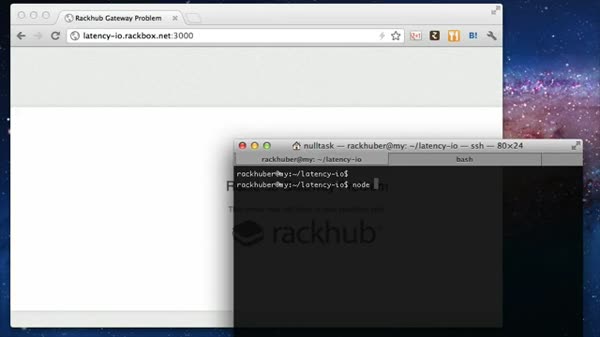 Rackhub Gateway Problem
latency-io.rackbox.net:3000
B!
nulltask — rackhuber@my: ~/latency-io — ssh — 80×24
rackhuber@my: ~/latency-io
bash
rackhuber@my:~/latency-io$
rackhuber@my:~/latency-io$ node
rackhub